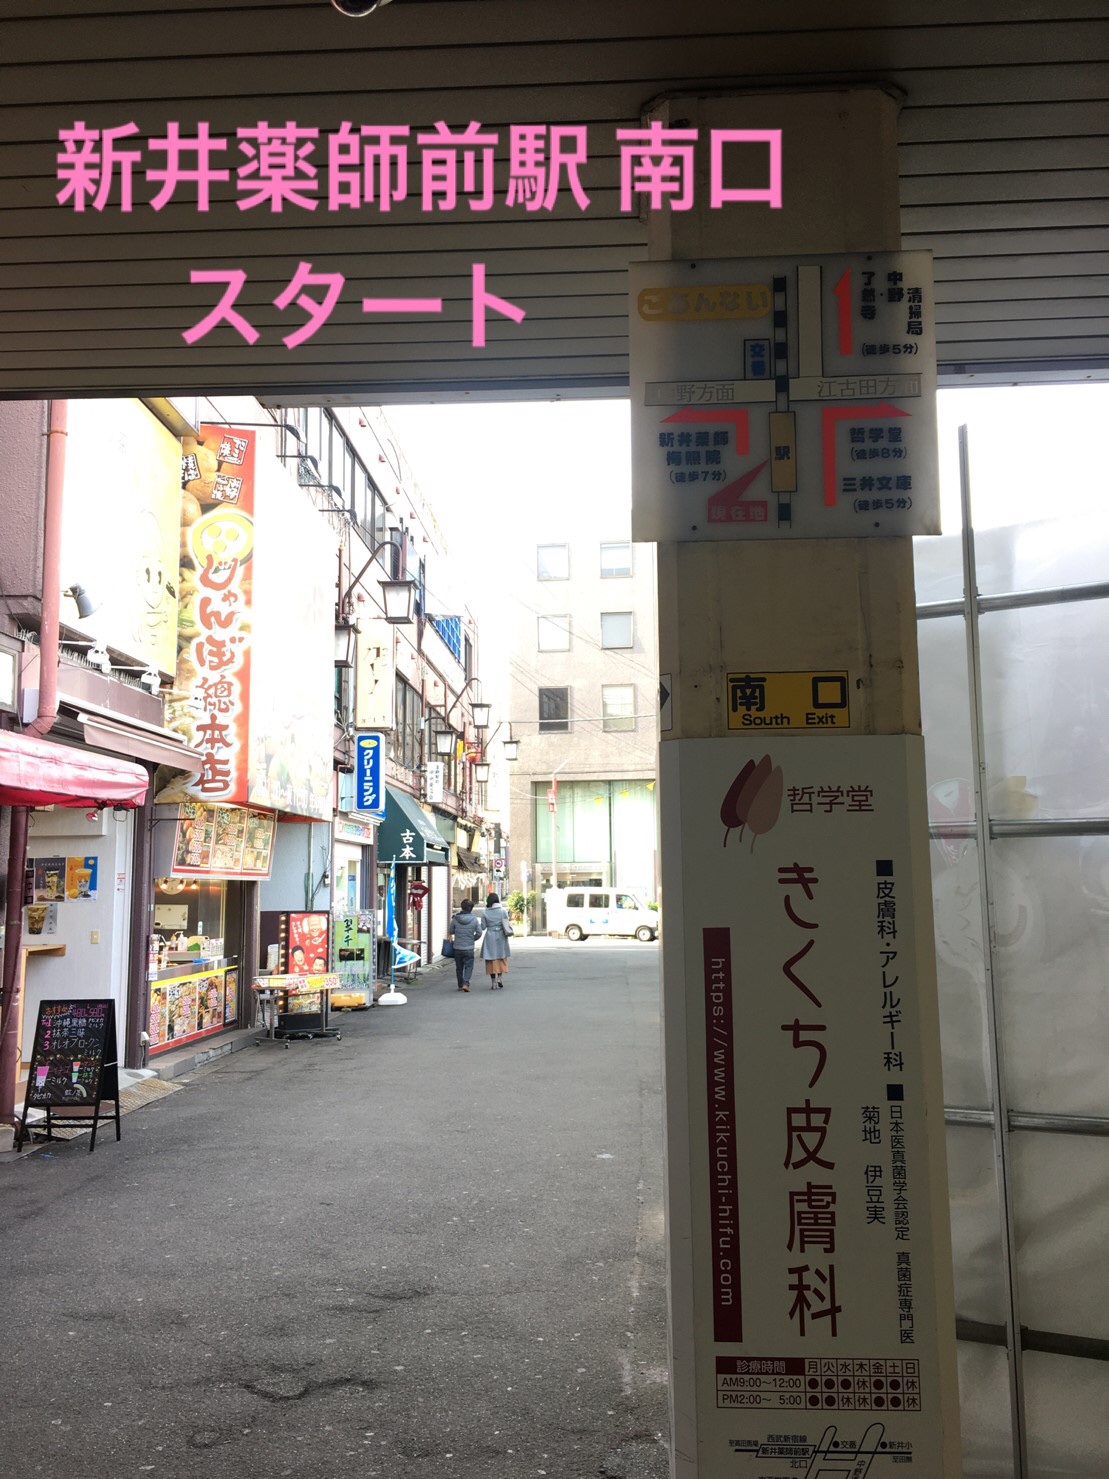 新井薬師前駅 南口
スタート
ごあんない
中野清掃局
了然寺
(徒歩5分)
交番
野方面
江古田方面
新井薬師
梅照院
(徒歩7分)
駅
哲学堂
(徒歩8分)
三井文庫
(徒歩5分)
現在地
南口
South Exit
哲学堂
きくち皮膚科
■皮膚科・アレルギー科
■日本医真菌学会認定 真菌症専門医
菊地 伊豆実
https://www.kikuchi-hifu.com
診療時間 月火水木金土日
AM9:00〜12:00 ●●●休●●休
PM2:00〜 5:00 ●●休休●休休
西武新宿線
新井薬師前駅
北口
交番
新井小
じゃんぼ總本店
クリーニング
古本